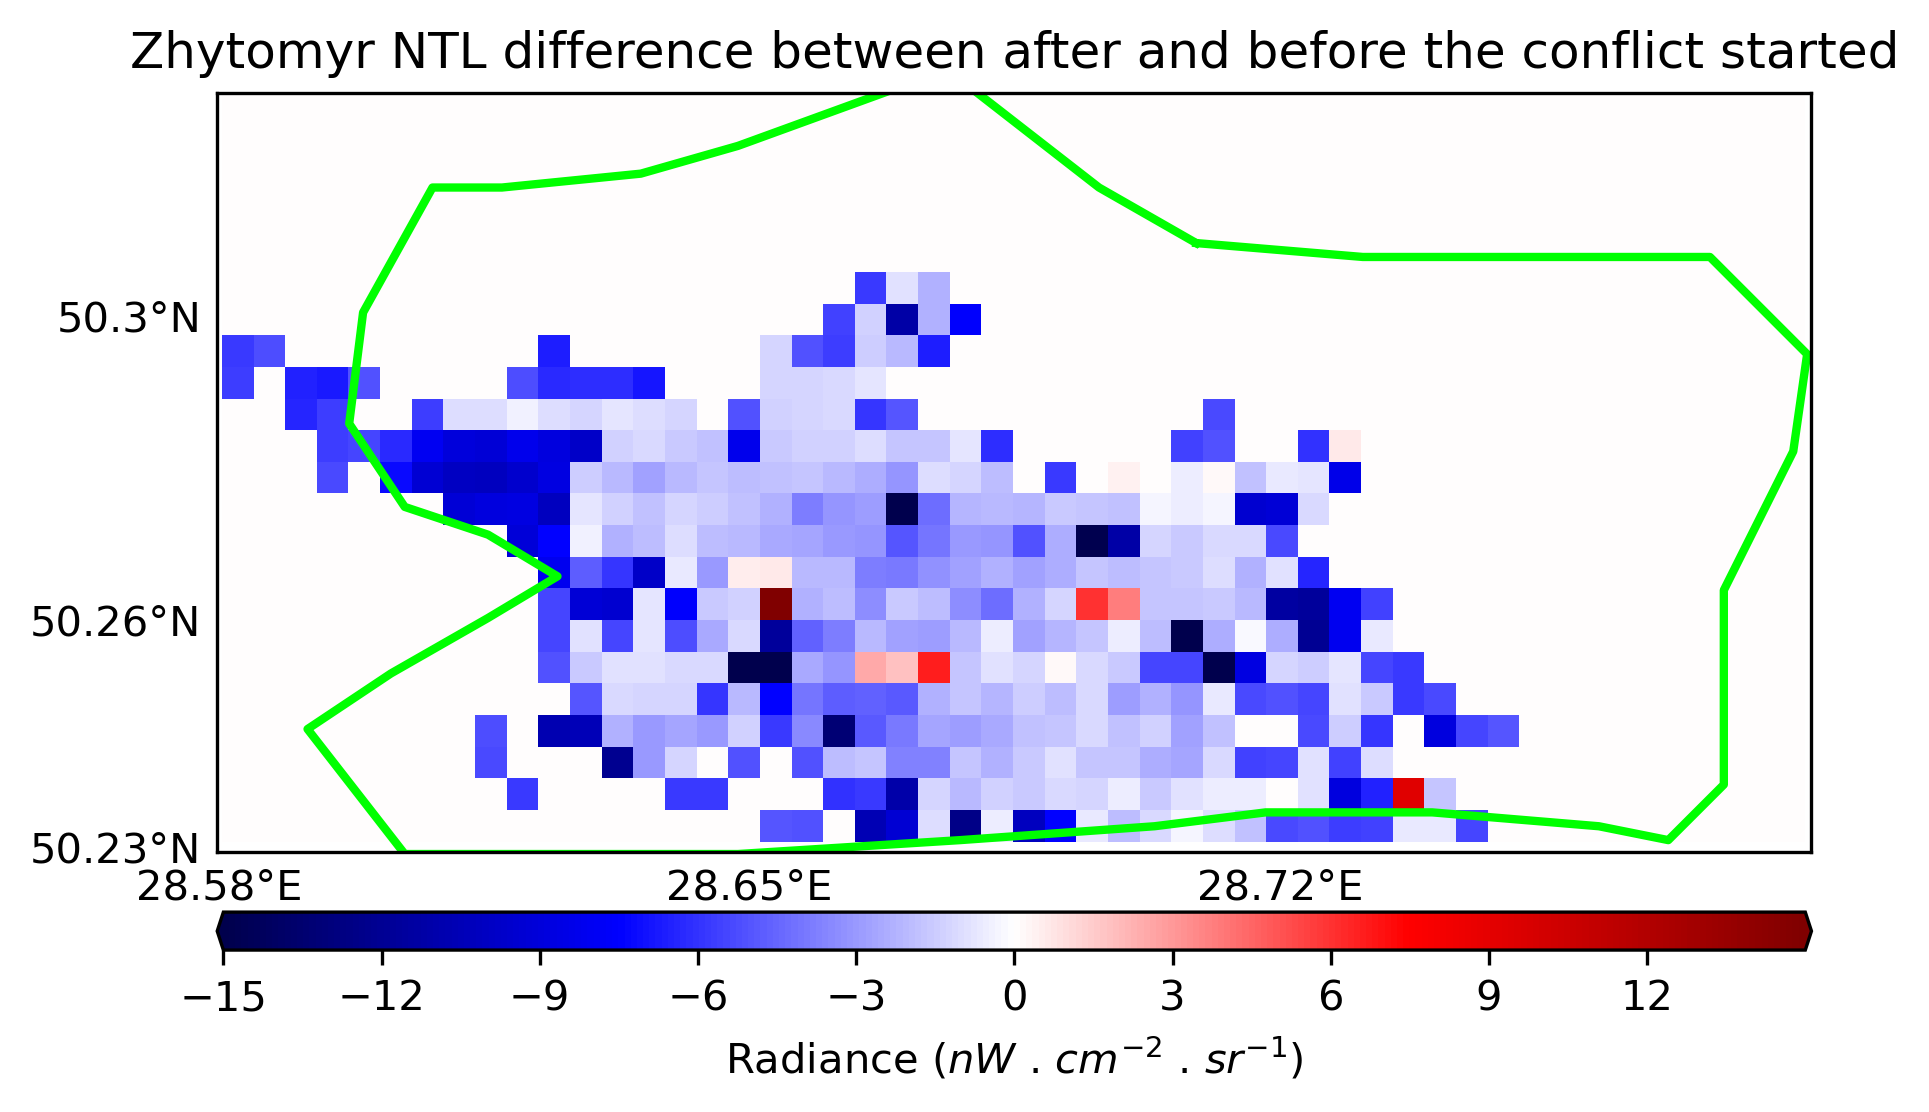 Zhytomyr NTL difference between after and before the conflict started
50.3°N
50.26°N
50.23°N
28.58°E 28.65°E 28.72°E
−15 −12 −9 −6 −3 0 3 6 9 12
Radiance (nW . cm⁻² . sr⁻¹)